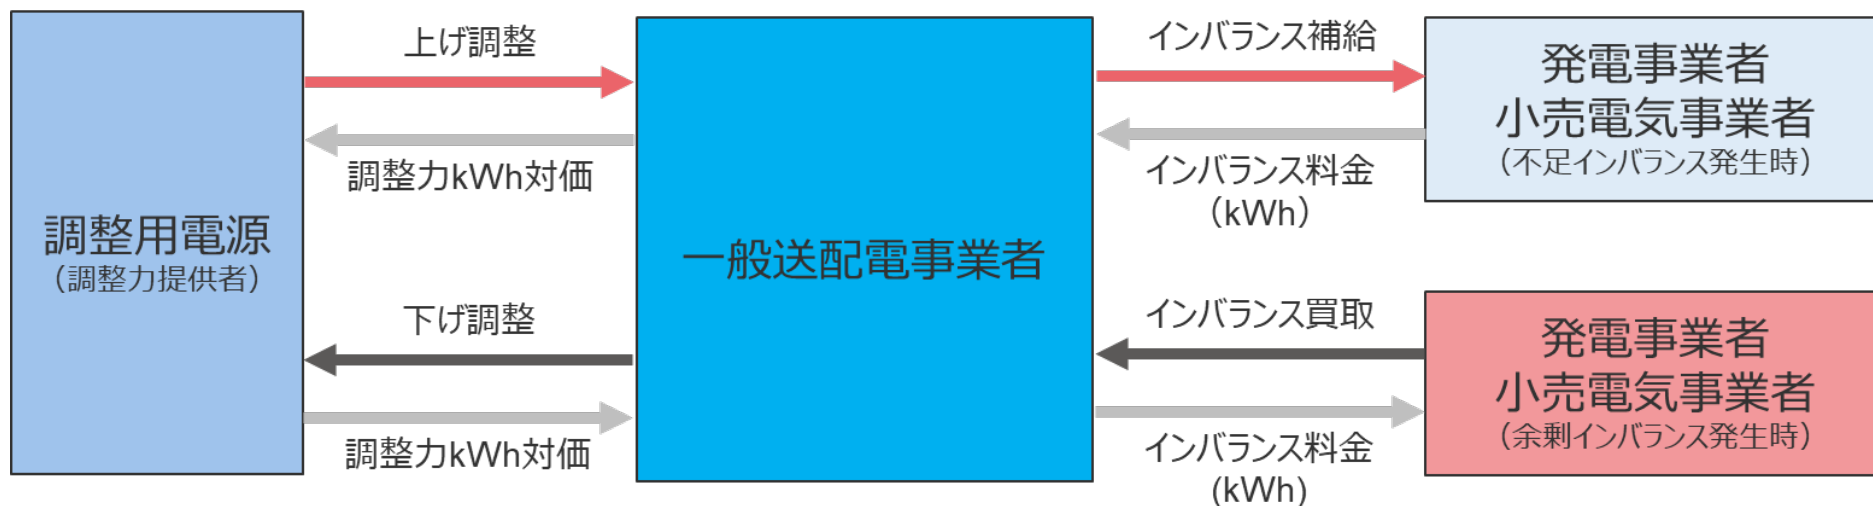 調整用電源
（調整力提供者）
上げ調整
調整力kWh対価
下げ調整
調整力kWh対価
一般送配電事業者
インバランス補給
インバランス料金
（kWh）
インバランス買取
インバランス料金
(kWh)
発電事業者
小売電気事業者
（不足インバランス発生時）
発電事業者
小売電気事業者
（余剰インバランス発生時）